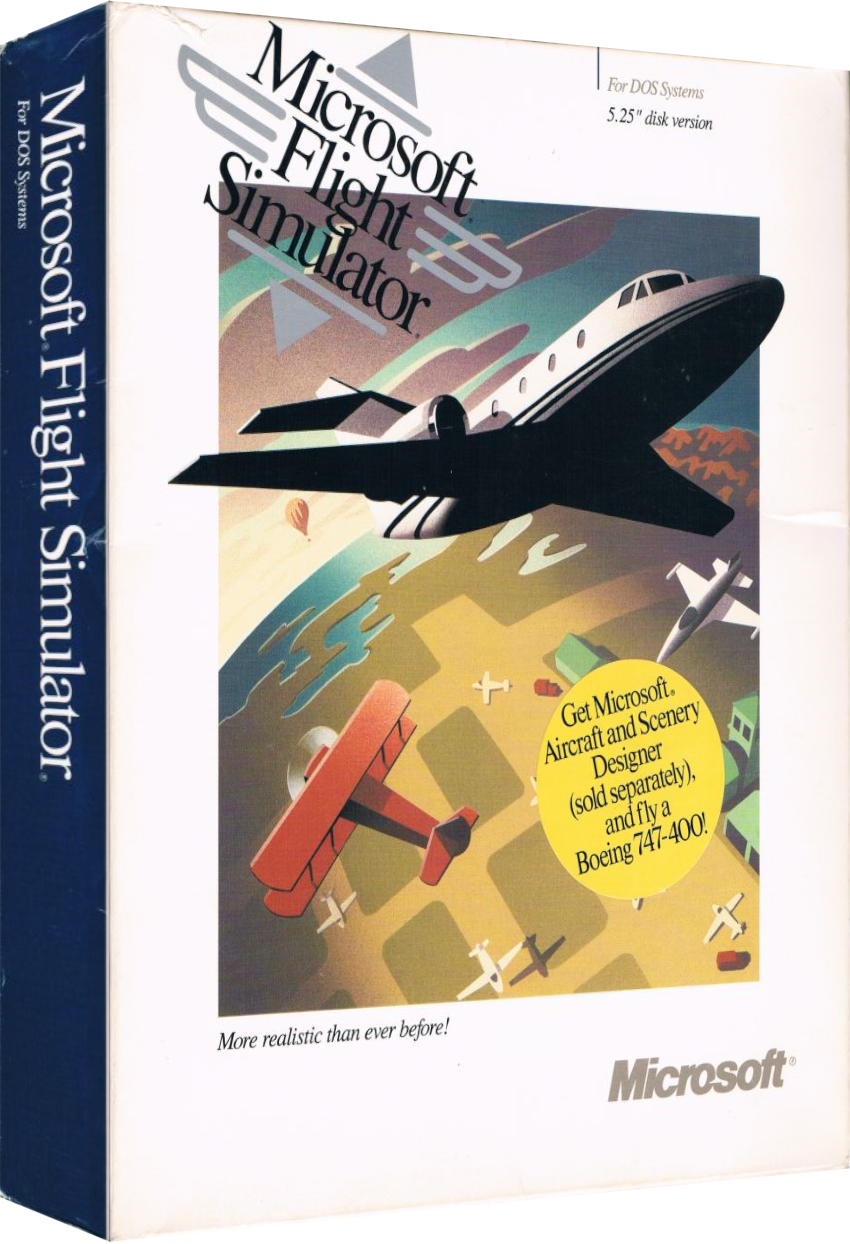 Microsoft® Flight Simulator®
For DOS Systems
Microsoft®
Flight
Simulator®
For DOS Systems
5.25" disk version
Get Microsoft®
Aircraft and Scenery
Designer
(sold separately),
and fly a
Boeing 747-400!
More realistic than ever before!
Microsoft®